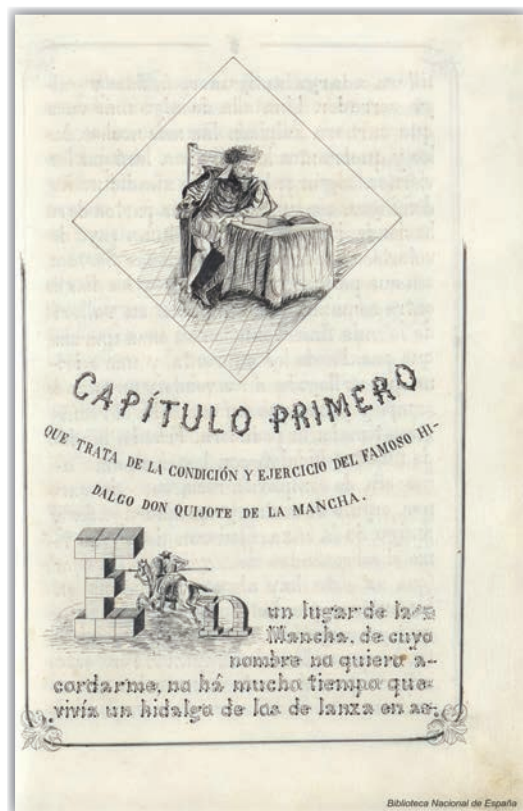 CAPÍTULO PRIMERO
QUE TRATA DE LA CONDICIÓN Y EJERCICIO DEL FAMOSO HI-
DALGO DON QUIJOTE DE LA MANCHA.
En un lugar de la
Mancha, de cuyo
nombre no quiero a-
cordarme, no há mucho tiempo que
vivía un hidalgo de los de lanza en as-
Biblioteca Nacional de España